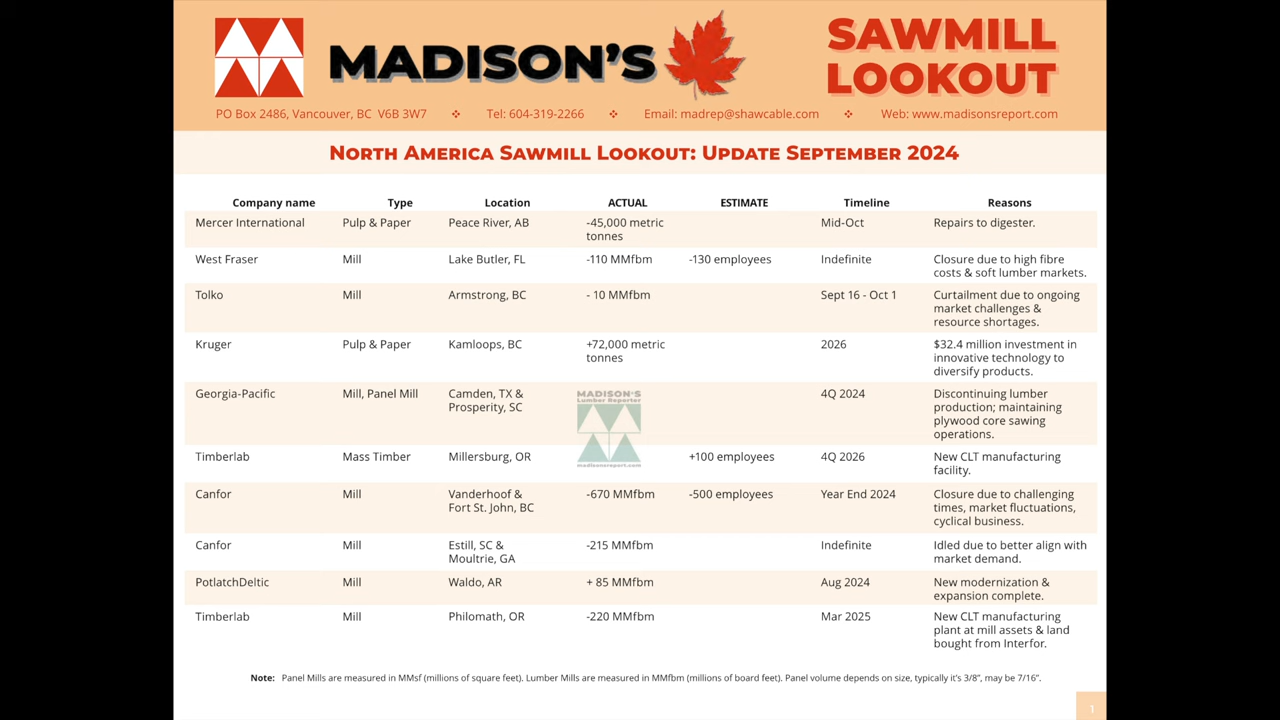 MADISON'S
SAWMILL
LOOKOUT
PO Box 2486, Vancouver, BC V6B 3W7 ❖ Tel: 604-319-2266 ❖ Email: madrep@shawcable.com ❖ Web: www.madisonsreport.com
North America Sawmill Lookout: Update September 2024
Company name Type Location ACTUAL ESTIMATE Timeline Reasons
Mercer International Pulp & Paper Peace River, AB -45,000 metric Mid-Oct Repairs to digester.
tonnes
West Fraser Mill Lake Butler, FL -110 MMfbm -130 employees Indefinite Closure due to high fibre
costs & soft lumber markets.
Tolko Mill Armstrong, BC - 10 MMfbm Sept 16 - Oct 1 Curtailment due to ongoing
market challenges &
resource shortages.
Kruger Pulp & Paper Kamloops, BC +72,000 metric 2026 $32.4 million investment in
tonnes innovative technology to
diversify products.
Georgia-Pacific Mill, Panel Mill Camden, TX & 4Q 2024 Discontinuing lumber
Prosperity, SC production; maintaining
plywood core sawing
operations.
MADISON'S
Lumber Reporter
madisonsreport.com
Timberlab Mass Timber Millersburg, OR +100 employees 4Q 2026 New CLT manufacturing
facility.
Canfor Mill Vanderhoof & -670 MMfbm -500 employees Year End 2024 Closure due to challenging
Fort St. John, BC times, market fluctuations,
cyclical business.
Canfor Mill Estill, SC & -215 MMfbm Indefinite Idled due to better align with
Moultrie, GA market demand.
PotlatchDeltic Mill Waldo, AR + 85 MMfbm Aug 2024 New modernization &
expansion complete.
Timberlab Mill Philomath, OR -220 MMfbm Mar 2025 New CLT manufacturing
plant at mill assets & land
bought from Interfor.
Note: Panel Mills are measured in MMsf (millions of square feet). Lumber Mills are measured in MMfbm (millions of board feet). Panel volume depends on size, typically it's 3/8", may be 7/16".
1